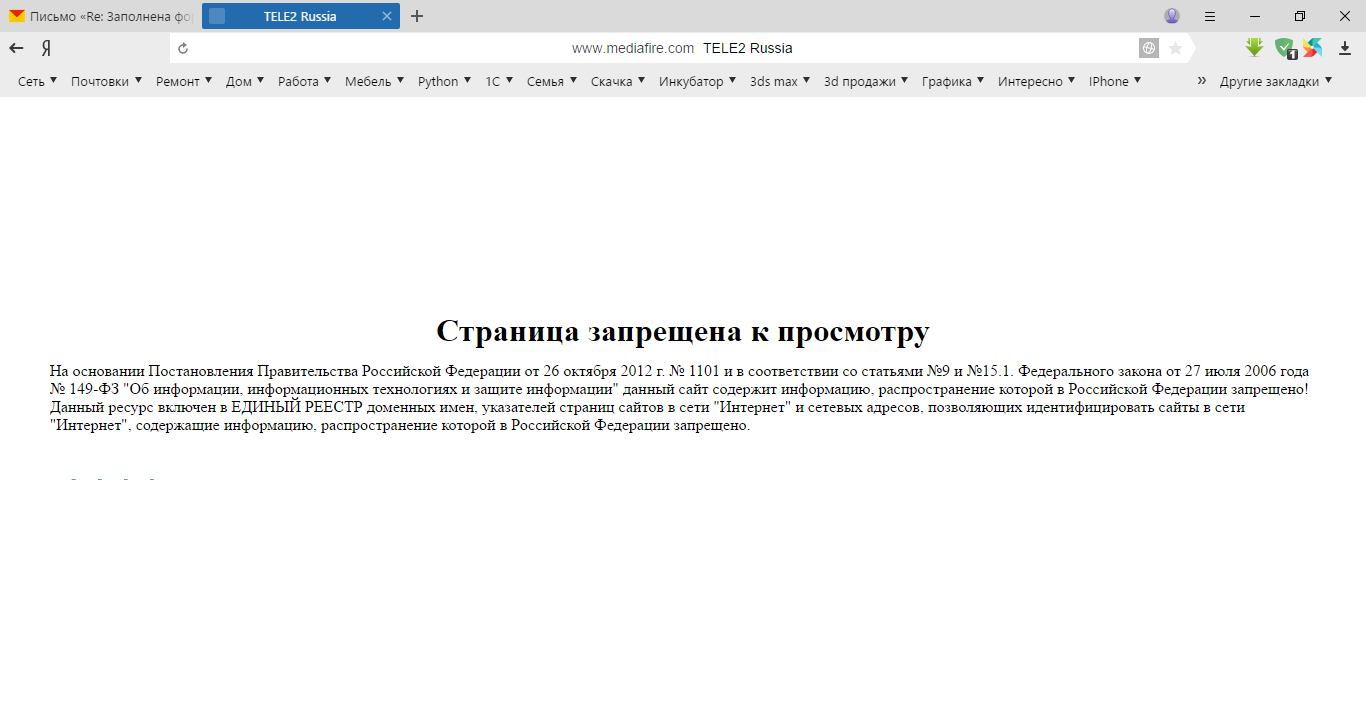 Письмо «Re: Заполнена фо
TELE2 Russia
Я
www.mediafire.com TELE2 Russia
1
Сеть Почтовки Ремонт Дом Работа Мебель Python 1С Семья Скачка Инкубатор 3ds max 3d продажи Графика Интересно IPhone » Другие закладки
Страница запрещена к просмотру
На основании Постановления Правительства Российской Федерации от 26 октября 2012 г. № 1101 и в соответствии со статьями №9 и №15.1. Федерального закона от 27 июля 2006 года
№ 149-ФЗ "Об информации, информационных технологиях и защите информации" данный сайт содержит информацию, распространение которой в Российской Федерации запрещено!
Данный ресурс включен в ЕДИНЫЙ РЕЕСТР доменных имен, указателей страниц сайтов в сети "Интернет" и сетевых адресов, позволяющих идентифицировать сайты в сети
"Интернет", содержащие информацию, распространение которой в Российской Федерации запрещено.
- - - -